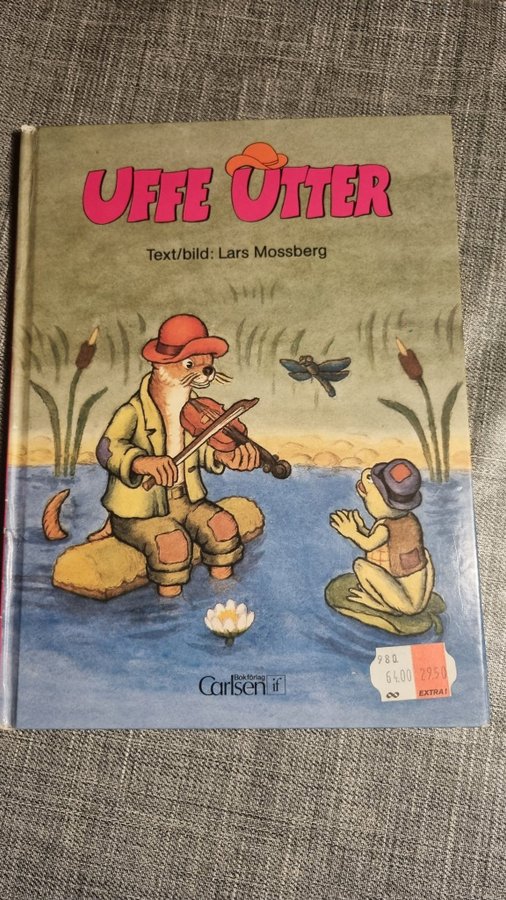 UFFE UTTER
Text/bild: Lars Mossberg
Bokförlag
Carlsen if
980
64.00 29.50
EXTRA!